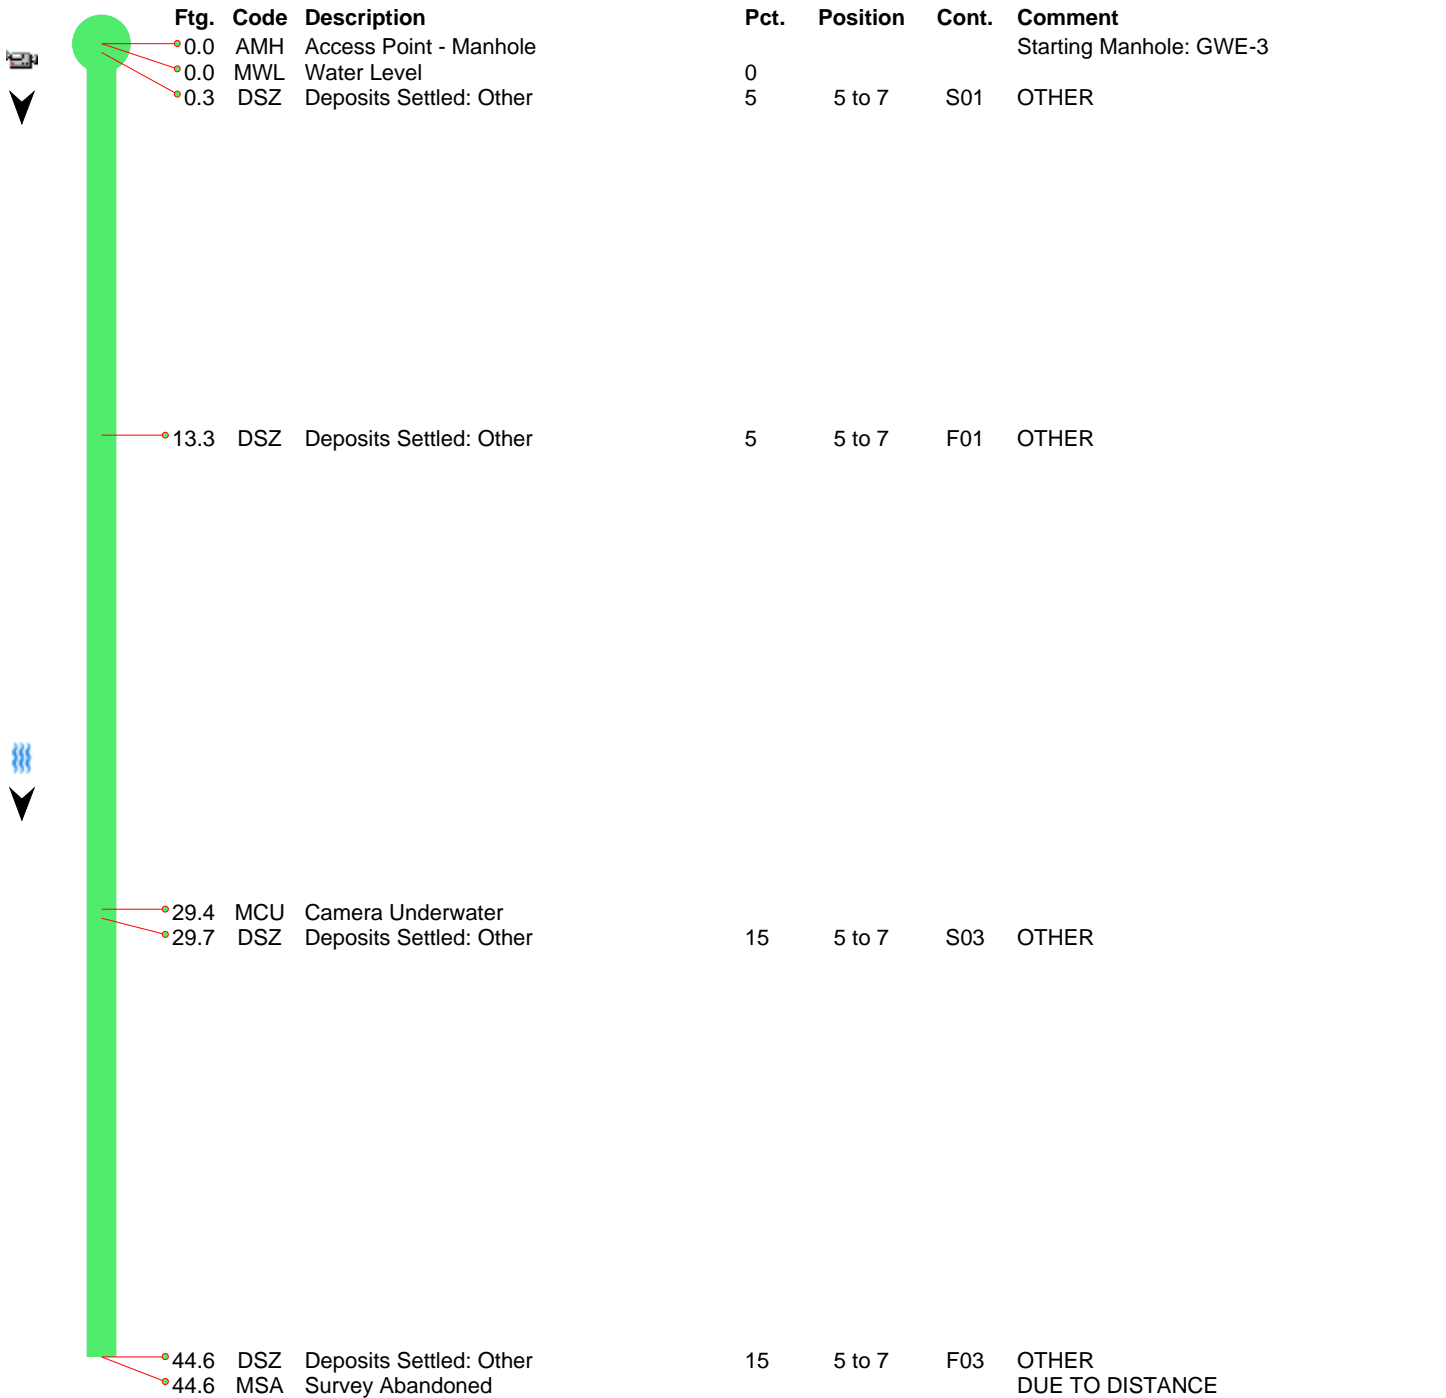 Ftg. Code Description Pct. Position Cont. Comment
0.0 AMH Access Point - Manhole Starting Manhole: GWE-3
0.0 MWL Water Level 0
0.3 DSZ Deposits Settled: Other 5 5 to 7 S01 OTHER
13.3 DSZ Deposits Settled: Other 5 5 to 7 F01 OTHER
29.4 MCU Camera Underwater
29.7 DSZ Deposits Settled: Other 15 5 to 7 S03 OTHER
44.6 DSZ Deposits Settled: Other 15 5 to 7 F03 OTHER
44.6 MSA Survey Abandoned DUE TO DISTANCE